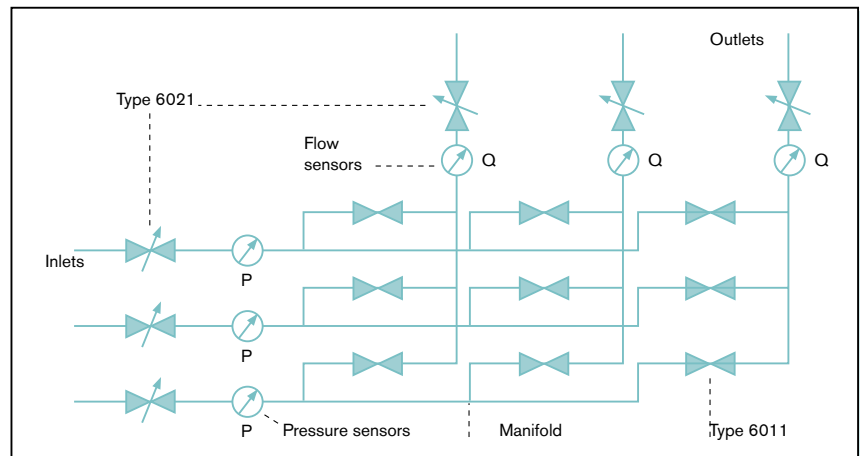 Outlets
Type 6021
Flow
sensors
Q
Q
Q
Inlets
P
P
P
Pressure sensors
Manifold
Type 6011